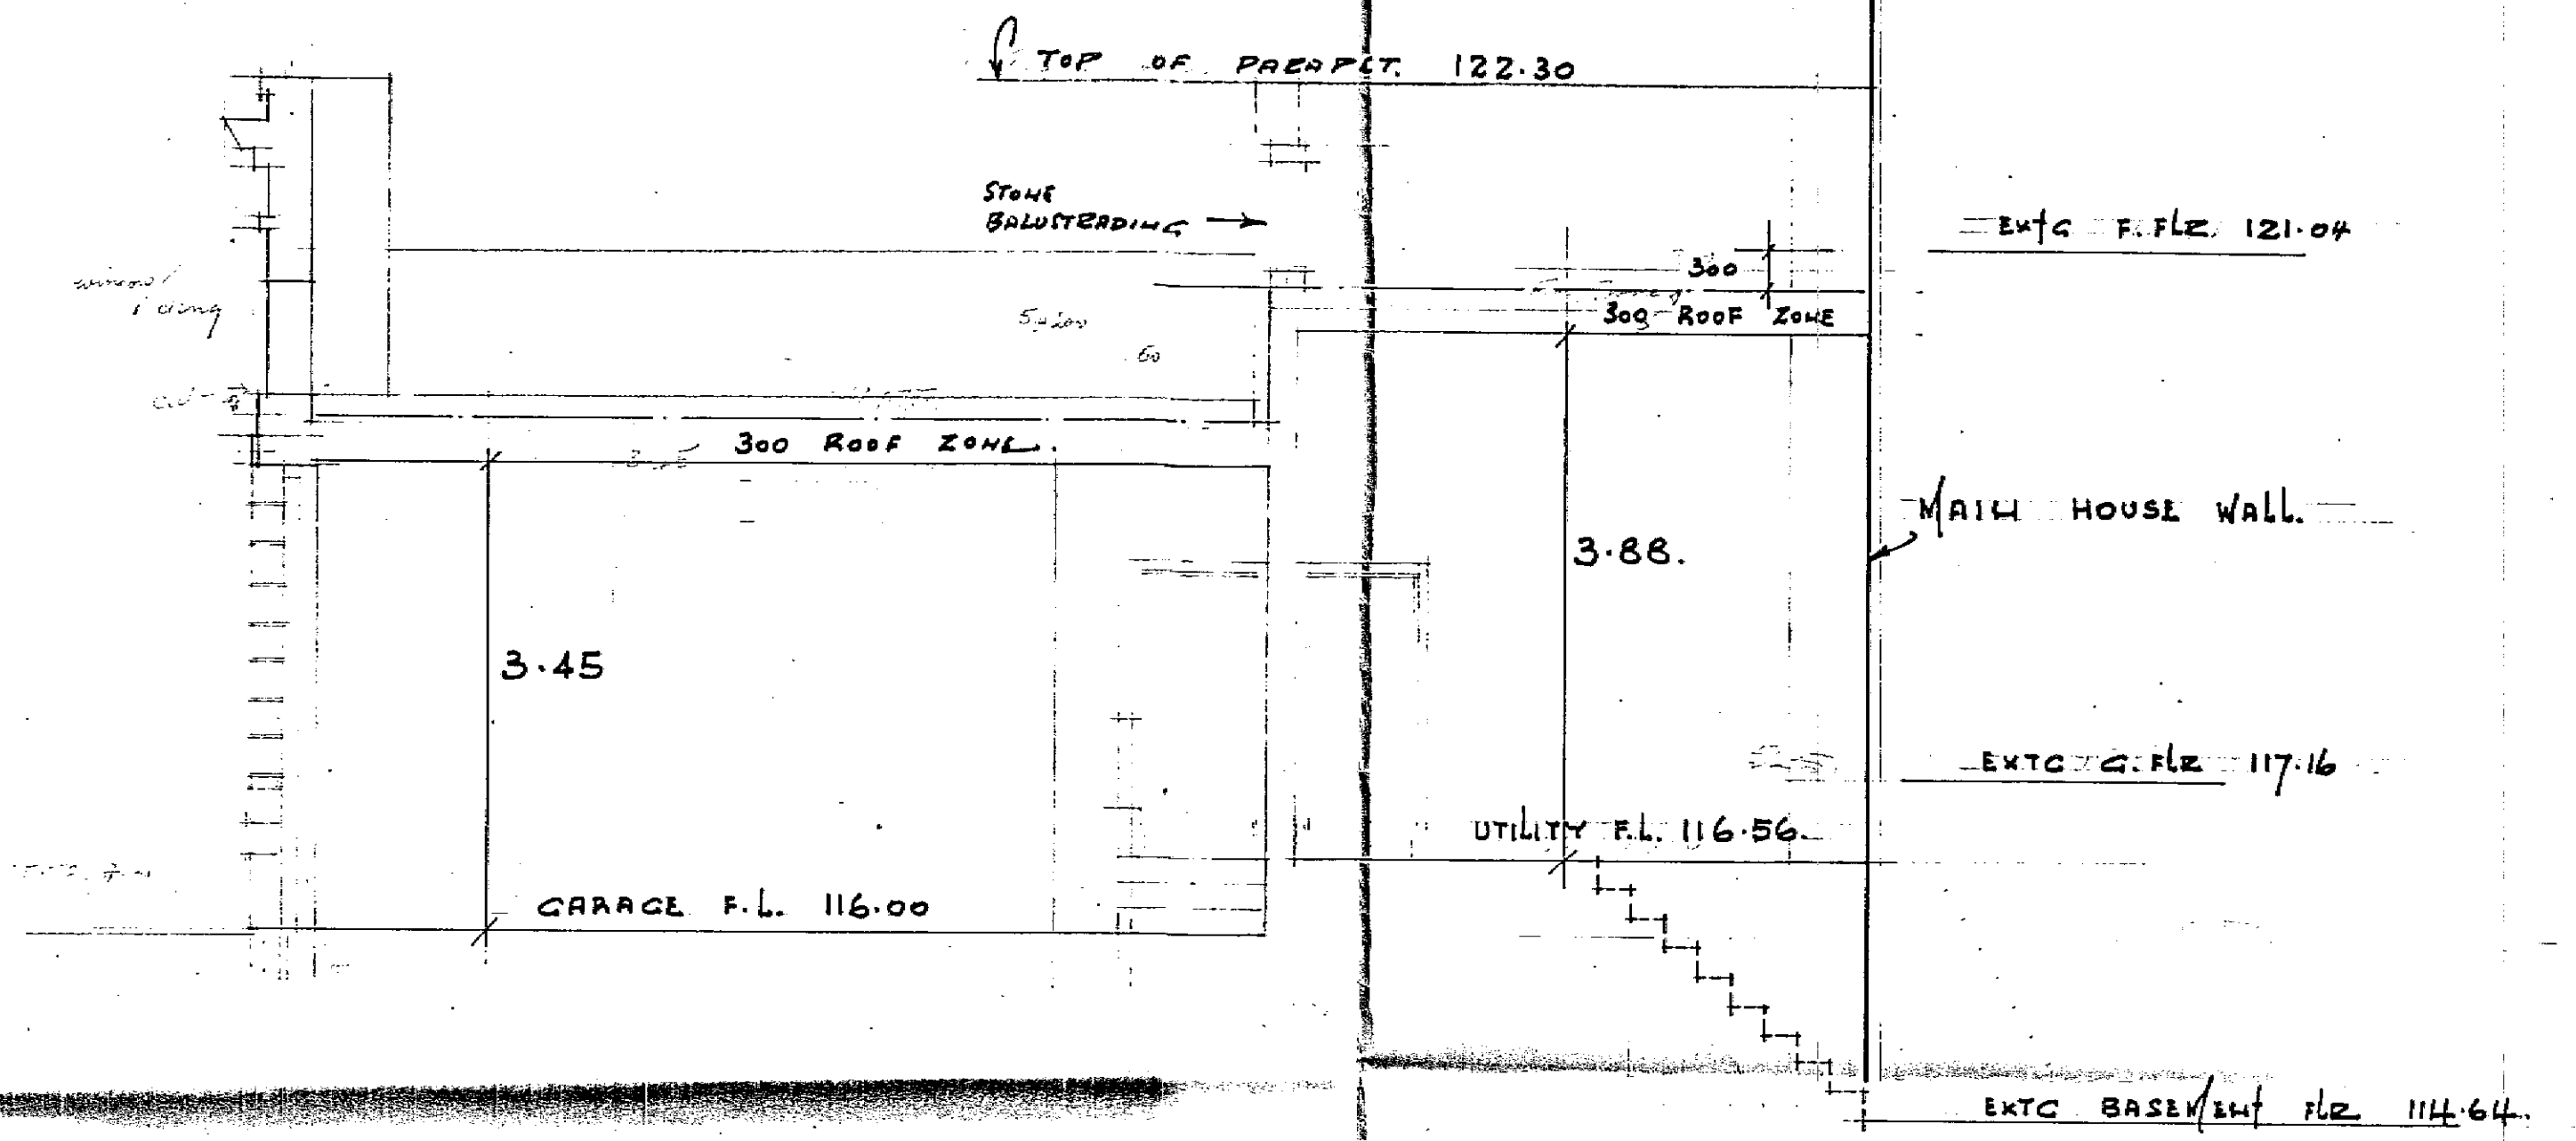 TOP OF PARAPET. 122.30
STONE
BALUSTRADING
EXTG F.FLR 121.04
300
300 ROOF ZONE
300 ROOF ZONE.
60
MAIN HOUSE WALL.
3.88.
3.45
EXTG G.FLR 117.16
UTILITY F.L. 116.56.
GARAGE F.L. 116.00
EXTG BASEMENT FLR 114.64.